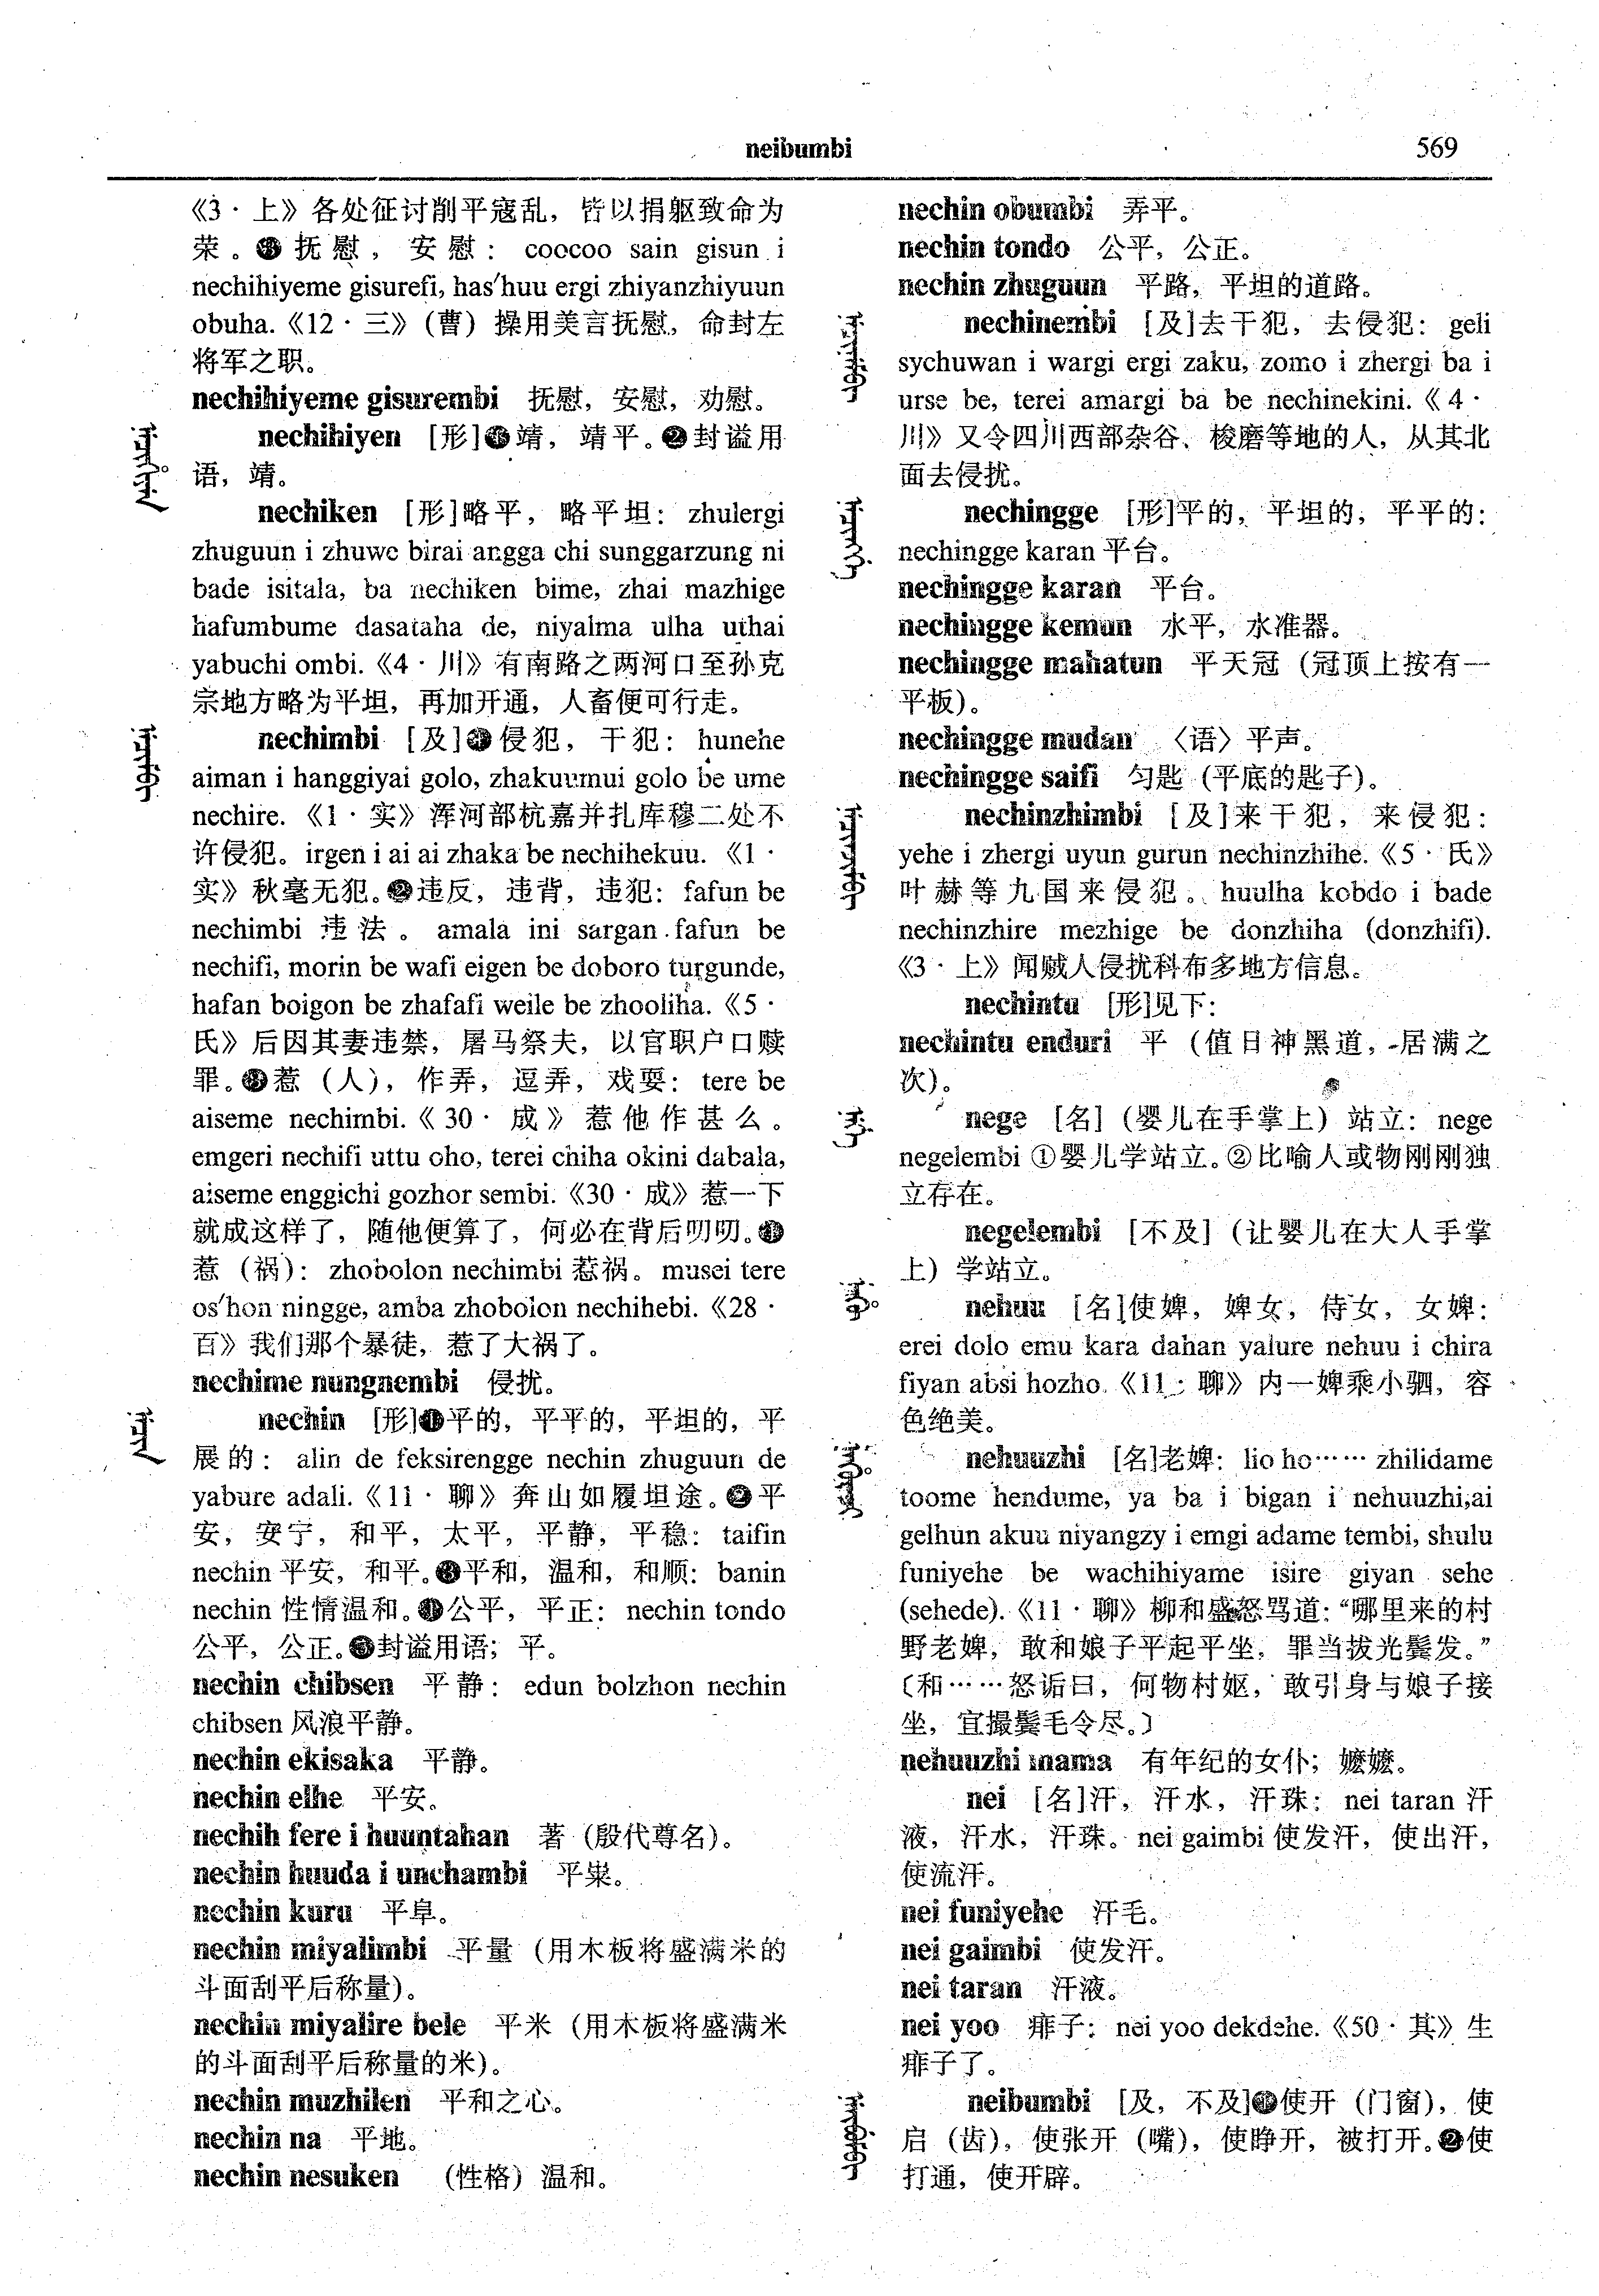 neibumbi 569
《3·上》各处征讨削平寇乱，皆以捐躯致命为
荣。❸抚慰，安慰：coocoo sain gisun i
nechihiyeme gisurefi, has'huu ergi zhiyanzhiyuun
obuha.《12·三》(曹) 操用美言抚慰，命封左
将军之职。
nechihiyeme gisurembi 抚慰，安慰，劝慰。
nechihiyen [形]❶靖，靖平。❷封谥用
语，靖。
nechiken [形]略平，略平坦：zhulergi
zhuguun i zhuwe birai angga chi sunggarzung ni
bade isitala, ba nechiken bime, zhai mazhige
hafumbume dasataha de, niyalma ulha uthai
yabuchi ombi.《4·川》有南路之两河口至孙克
宗地方略为平坦，再加开通，人畜便可行走。
nechimbi [及]❶侵犯，干犯：hunehe
aiman i hanggiyai golo, zhakuumui golo be ume
nechire.《1·实》浑河部杭嘉并扎库穆二处不
许侵犯。irgen i ai ai zhaka be nechihekuu.《1·
实》秋毫无犯。❷违反，违背，违犯：fafun be
nechimbi 违法。amala ini sargan fafun be
nechifi, morin be wafi eigen be doboro turgunde,
hafan boigon be zhafafi weile be zhooliha.《5·
氏》后因其妻违禁，屠马祭夫，以官职户口赎
罪。❸惹（人），作弄，逗弄，戏耍：tere be
aiseme nechimbi.《30·成》惹他作甚么。
emgeri nechifi uttu oho, terei chiha okini dabala,
aiseme enggichi gozhor sembi.《30·成》惹一下
就成这样了，随他便算了，何必在背后叨叨。❹
惹（祸）：zhobolon nechimbi 惹祸。musei tere
os'hon ningge, amba zhobolon nechihebi.《28·
百》我们那个暴徒，惹了大祸了。
nechime nungnembi 侵扰。
nechin [形]❶平的，平平的，平坦的，平
展的：alin de feksirengge nechin zhuguun de
yabure adali.《11·聊》奔山如履坦途。❷平
安，安宁，和平，太平，平静，平稳：taifin
nechin 平安，和平。❸平和，温和，和顺：banin
nechin 性情温和。❹公平，平正：nechin tondo
公平，公正。❺封谥用语；平。
nechin chibsen 平静：edun bolzhon nechin
chibsen 风浪平静。
nechin ekisaka 平静。
nechin elhe 平安。
nechih fere i huuntahan 著（殷代尊名）。
nechin huuda i unchambi 平粜。
nechin kuru 平阜。
nechin miyalimbi 平量（用木板将盛满米的
斗面刮平后称量）。
nechin miyalire bele 平米（用木板将盛满米
的斗面刮平后称量的米）。
nechin muzhilen 平和之心。
nechin na 平地。
nechin nesuken （性格）温和。
nechin obumbi 弄平。
nechin tondo 公平，公正。
nechin zhuguun 平路，平坦的道路。
nechinembi [及]去干犯，去侵犯：geli
sychuwan i wargi ergi zaku, zomo i zhergi ba i
urse be, terei amargi ba be nechinekini.《4·
川》又令四川西部杂谷、梭磨等地的人，从其北
面去侵扰。
nechingge [形]平的，平坦的，平平的：
nechingge karan 平台。
nechingge karan 平台。
nechingge kemun 水平，水准器。
nechingge mahatun 平天冠（冠顶上按有一
平板）。
nechingge mudan 〈语〉平声。
nechingge saifi 匀匙（平底的匙子）。
nechinzhimbi [及]来干犯，来侵犯：
yehe i zhergi uyun gurun nechinzhihe.《5·氏》
叶赫等九国来侵犯。huulha kobdo i bade
nechinzhire mezhige be donzhiha (donzhifi).
《3·上》闻贼人侵扰科布多地方信息。
nechintu [形]见下：
nechintu enduri 平（值日神黑道，居满之
次）。
nege [名]（婴儿在手掌上）站立：nege
negelembi ①婴儿学站立。②比喻人或物刚刚独
立存在。
negelembi [不及]（让婴儿在大人手掌
上）学站立。
nehuu [名]使婢，婢女，侍女，女婢：
erei dolo emu kara dahan yalure nehuu i chira
fiyan absi hozho.《11·聊》内一婢乘小驷，容
色绝美。
nehuuzhi [名]老婢：lio ho⋯⋯ zhilidame
toome hendume, ya ba i bigan i nehuuzhi;ai
gelhun akuu niyangzy i emgi adame tembi, shulu
funiyehe be wachihiyame isire giyan sehe
(sehede).《11·聊》柳和盛怒骂道：“哪里来的村
野老婢，敢和娘子平起平坐，罪当拔光鬓发。”
〔和⋯⋯怒诟曰，何物村妪，敢引身与娘子接
坐，宜撮鬓毛令尽。〕
nehuuzhi mama 有年纪的女仆；嬷嬷。
nei [名]汗，汗水，汗珠：nei taran 汗
液，汗水，汗珠。nei gaimbi 使发汗，使出汗，
使流汗。
nei funiyehe 汗毛。
nei gaimbi 使发汗。
nei taran 汗液。
nei yoo 痱子：nei yoo dekdehe.《50·其》生
痱子了。
neibumbi [及，不及]❶使开（门窗），使
启（齿），使张开（嘴），使睁开，被打开。❷使
打通，使开辟。